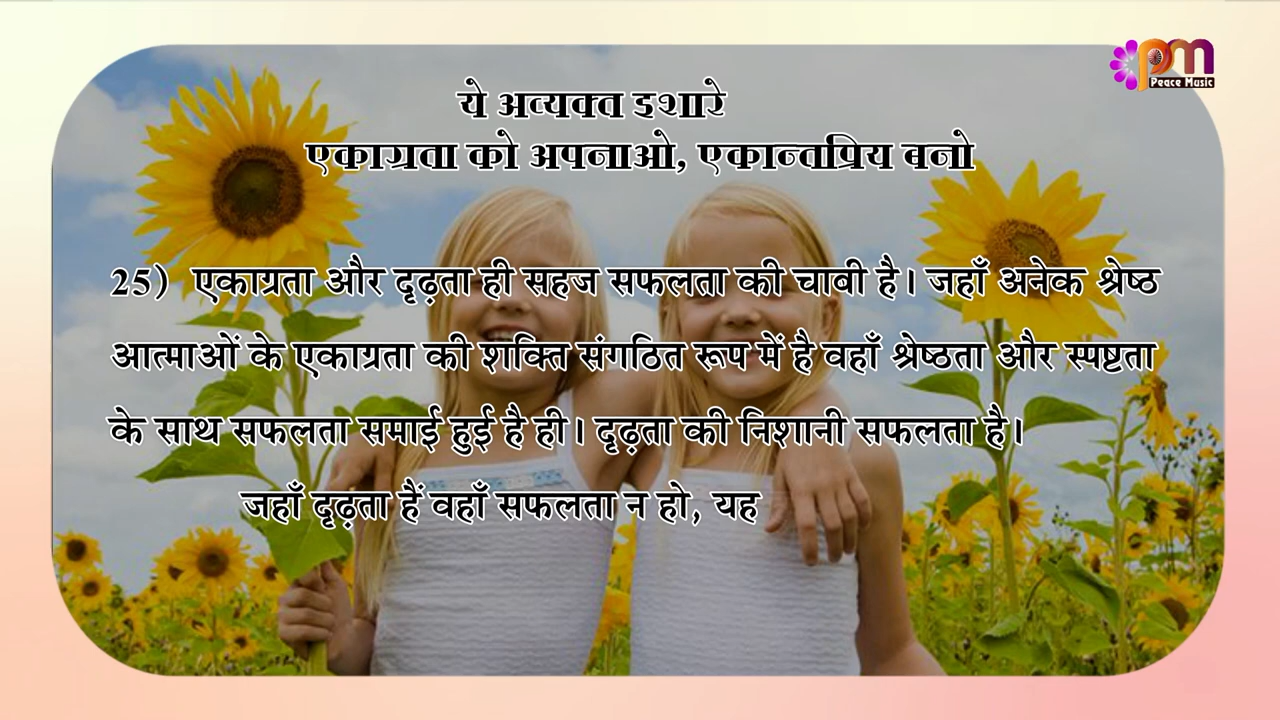 pm
Peace Music
ये अव्यक्त इशारे
एकाग्रता को अपनाओ, एकान्तप्रिय बनो
25) एकाग्रता और दृढ़ता ही सहज सफलता की चाबी है। जहाँ अनेक श्रेष्ठ
आत्माओं के एकाग्रता की शक्ति संगठित रूप में है वहाँ श्रेष्ठता और स्पष्टता
के साथ सफलता समाई हुई है ही। दृढ़ता की निशानी सफलता है।
जहाँ दृढ़ता हैं वहाँ सफलता न हो, यह